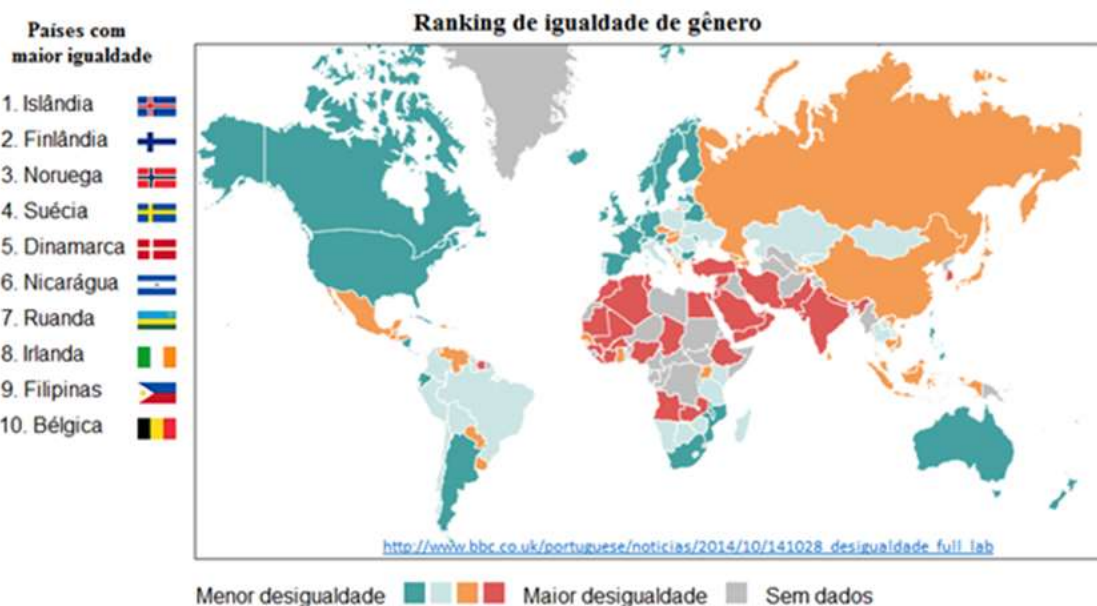 Ranking de igualdade de gênero
Países com
maior igualdade
1. Islândia
2. Finlândia
3. Noruega
4. Suécia
5. Dinamarca
6. Nicarágua
7. Ruanda
8. Irlanda
9. Filipinas
10. Bélgica
http://www.bbc.co.uk/portuguese/noticias/2014/10/141028_desigualdade_full_lab
Menor desigualdade Maior desigualdade Sem dados